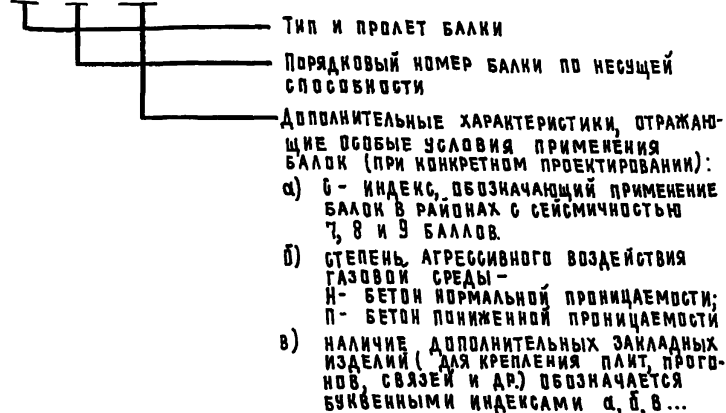 Тип и пролет балки
Порядковый номер балки по несущей
способности
Дополнительные характеристики, отражаю-
щие особые условия применения
балок (при конкретном проектировании):
а) С- индекс, обозначающий применение
балок в районах с сейсмичностью
7, 8 и 9 баллов.
б) степень агрессивного воздействия
газовой среды-
Н- бетон нормальной проницаемости;
П- бетон пониженной проницаемости
в) наличие дополнительных закладных
изделий ( для крепления плит, прого-
нов, связей и др.) обозначается
буквенными индексами а, б, в...